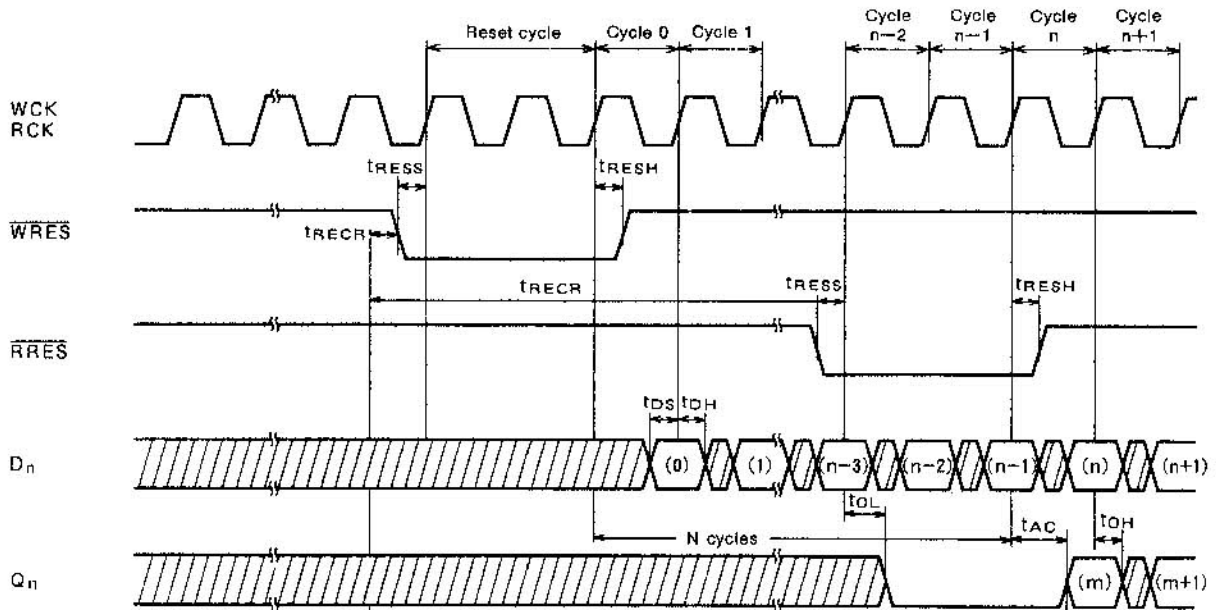 Reset cycle Cycle 0 Cycle 1 Cycle n−2 Cycle n−1 Cycle n Cycle n+1
WCK
RCK
tRESS tRESH
WRES
tRECR
tRECR tRESS tRESH
RRES
tDS tDH
Dn (0) (1) (n−3) (n−2) (n−1) (n) (n+1)
tOL
N cycles tAC tOH
Qn (m) (m+1)